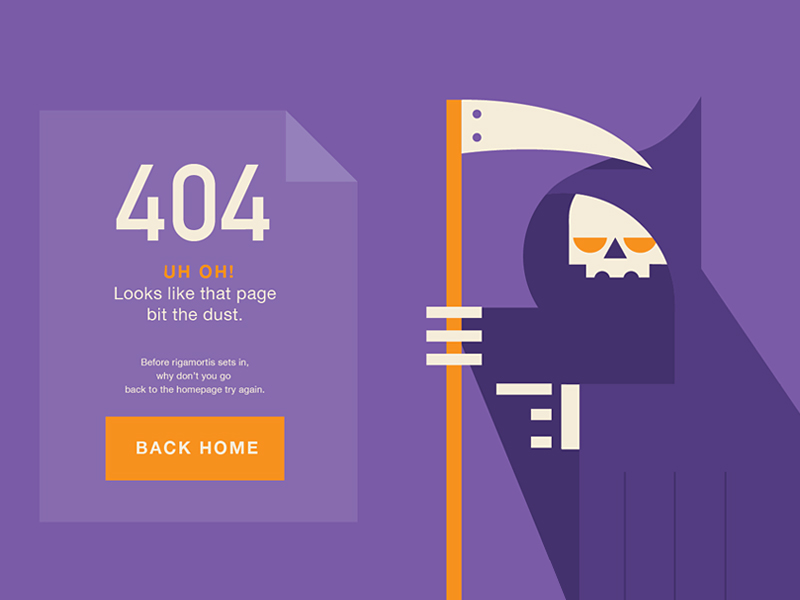 404
UH OH!
Looks like that page
bit the dust.
Before rigamortis sets in,
why don't you go
back to the homepage try again.
BACK HOME